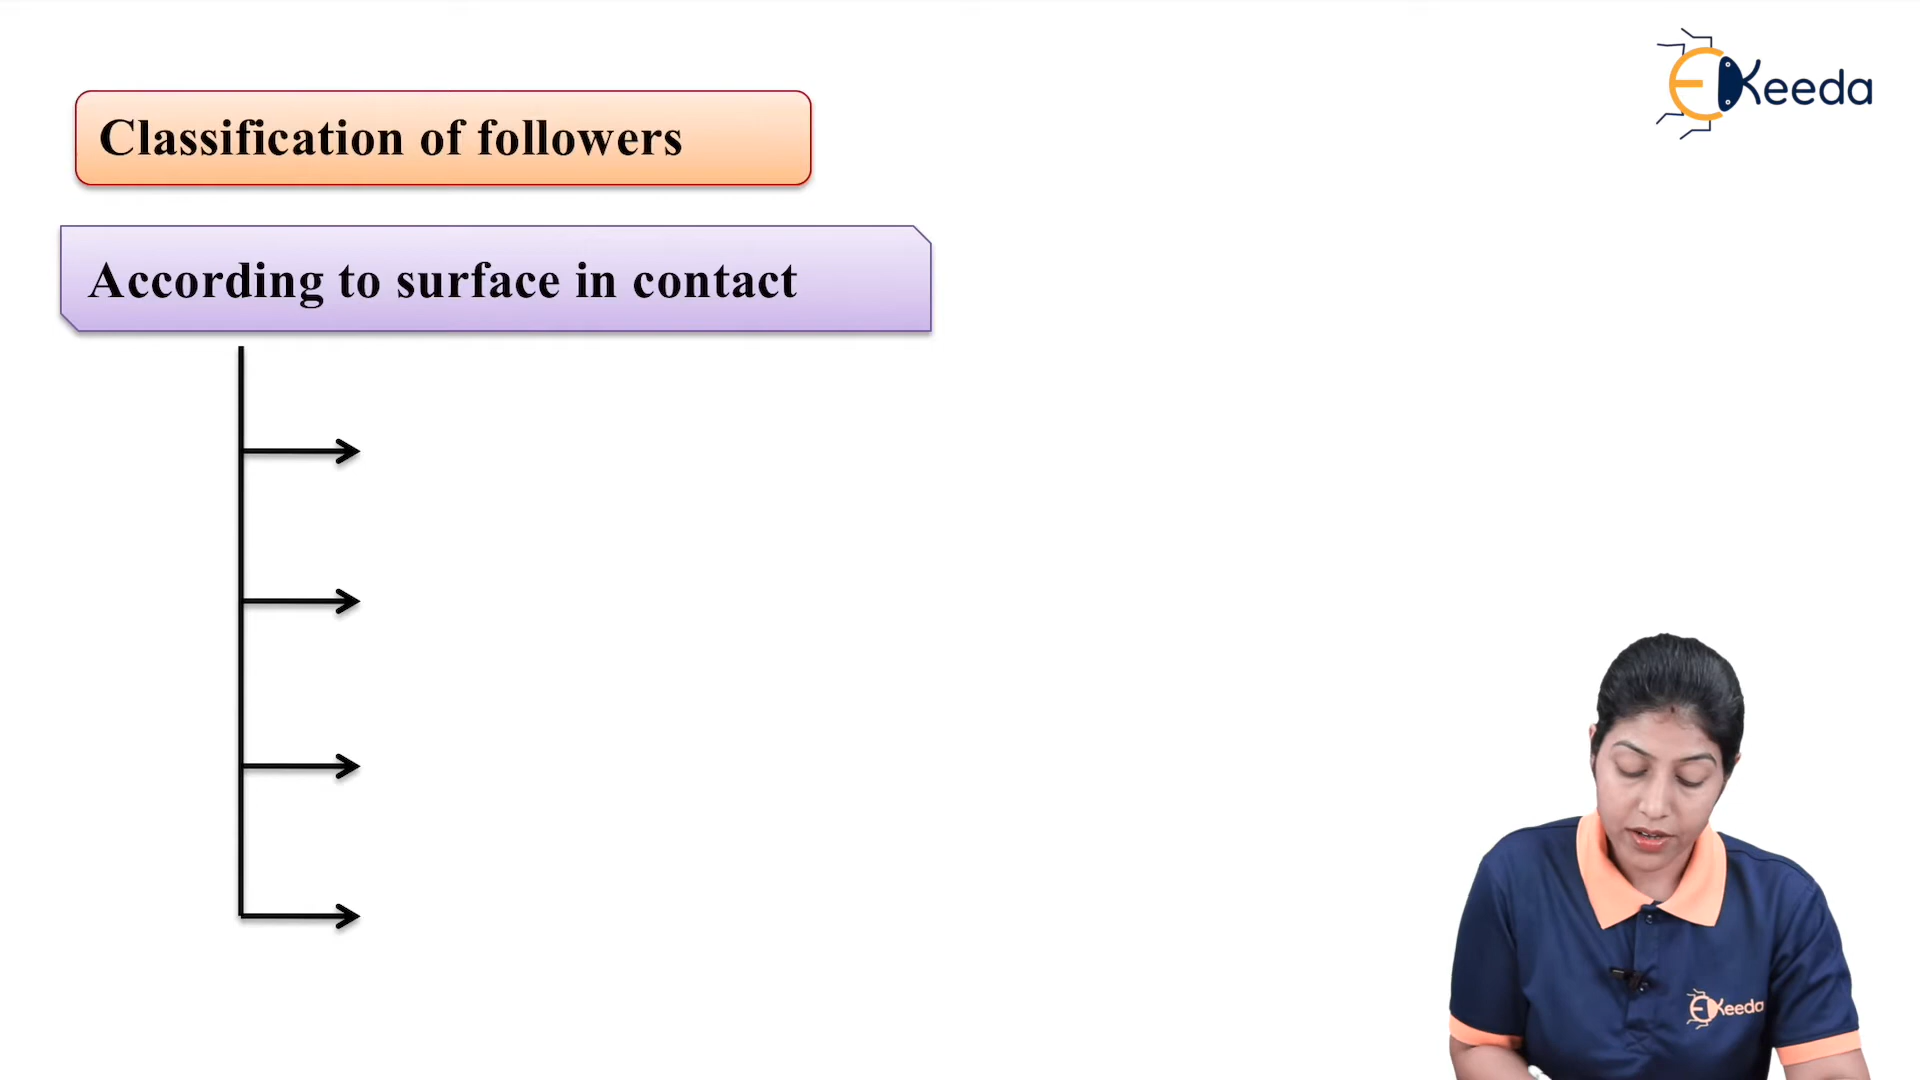 EKeeda
Classification of followers
According to surface in contact
EKeeda